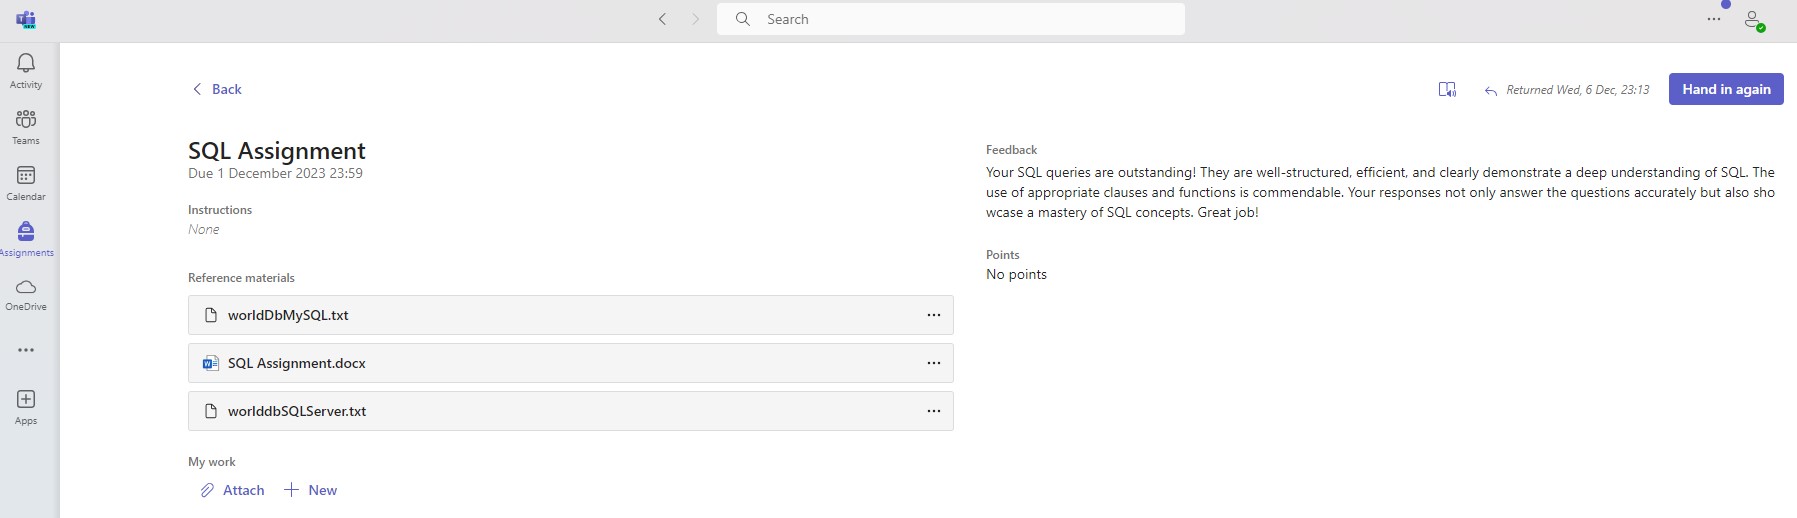 NEW
Search
Activity
Teams
Calendar
Assignments
OneDrive
Apps
Back
Returned Wed, 6 Dec, 23:13
Hand in again
SQL Assignment
Due 1 December 2023 23:59
Instructions
None
Reference materials
worldDbMySQL.txt
SQL Assignment.docx
worlddbSQLServer.txt
My work
Attach
New
Feedback
Your SQL queries are outstanding! They are well-structured, efficient, and clearly demonstrate a deep understanding of SQL. The
use of appropriate clauses and functions is commendable. Your responses not only answer the questions accurately but also sho
wcase a mastery of SQL concepts. Great job!
Points
No points